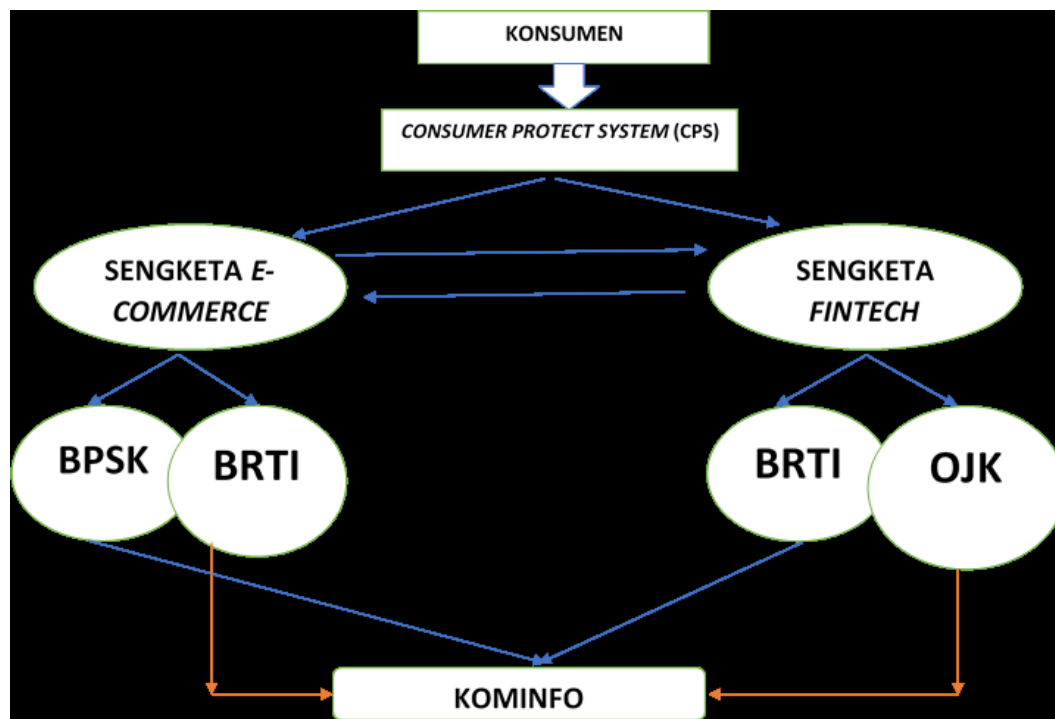 KONSUMEN
CONSUMER PROTECT SYSTEM (CPS)
SENGKETA E-
COMMERCE
SENGKETA
FINTECH
BPSK
BRTI
BRTI
OJK
KOMINFO